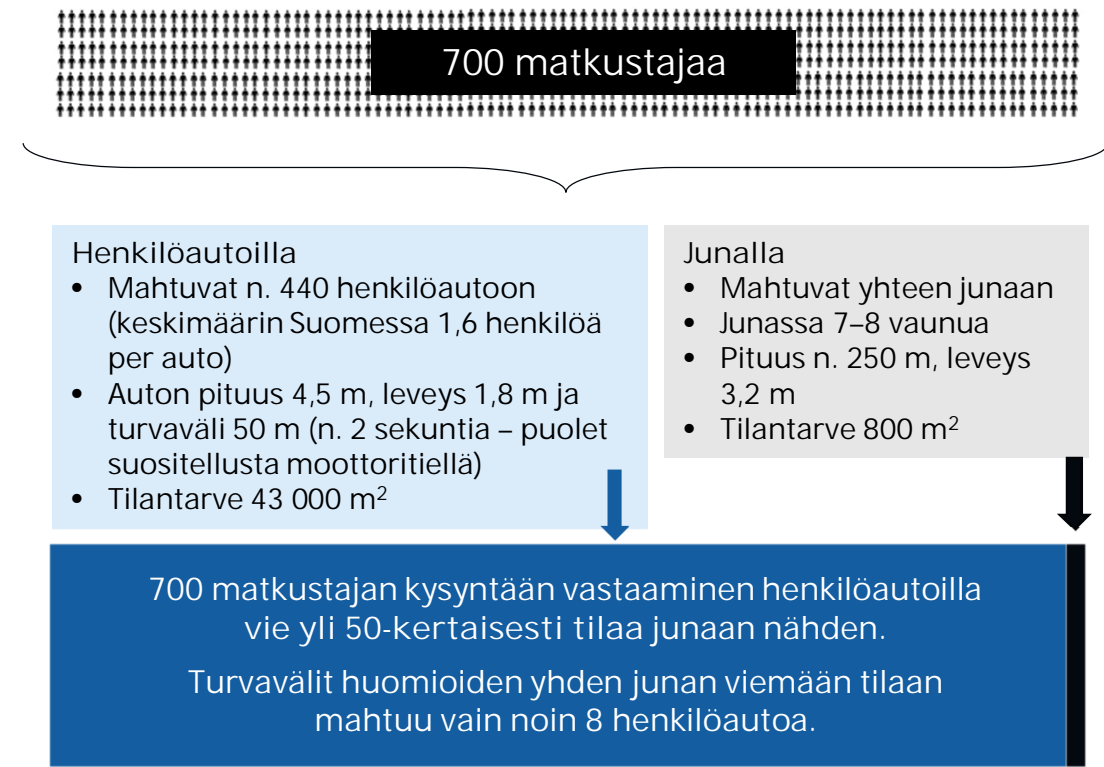 700 matkustajaa
Henkilöautoilla
• Mahtuvat n. 440 henkilöautoon
(keskimäärin Suomessa 1,6 henkilöä
per auto)
• Auton pituus 4,5 m, leveys 1,8 m ja
turvaväli 50 m (n. 2 sekuntia – puolet
suositellusta moottoritiellä)
• Tilantarve 43 000 m²
Junalla
• Mahtuvat yhteen junaan
• Junassa 7–8 vaunua
• Pituus n. 250 m, leveys
3,2 m
• Tilantarve 800 m²
700 matkustajan kysyntään vastaaminen henkilöautoilla
vie yli 50-kertaisesti tilaa junaan nähden.
Turvavälit huomioiden yhden junan viemään tilaan
mahtuu vain noin 8 henkilöautoa.